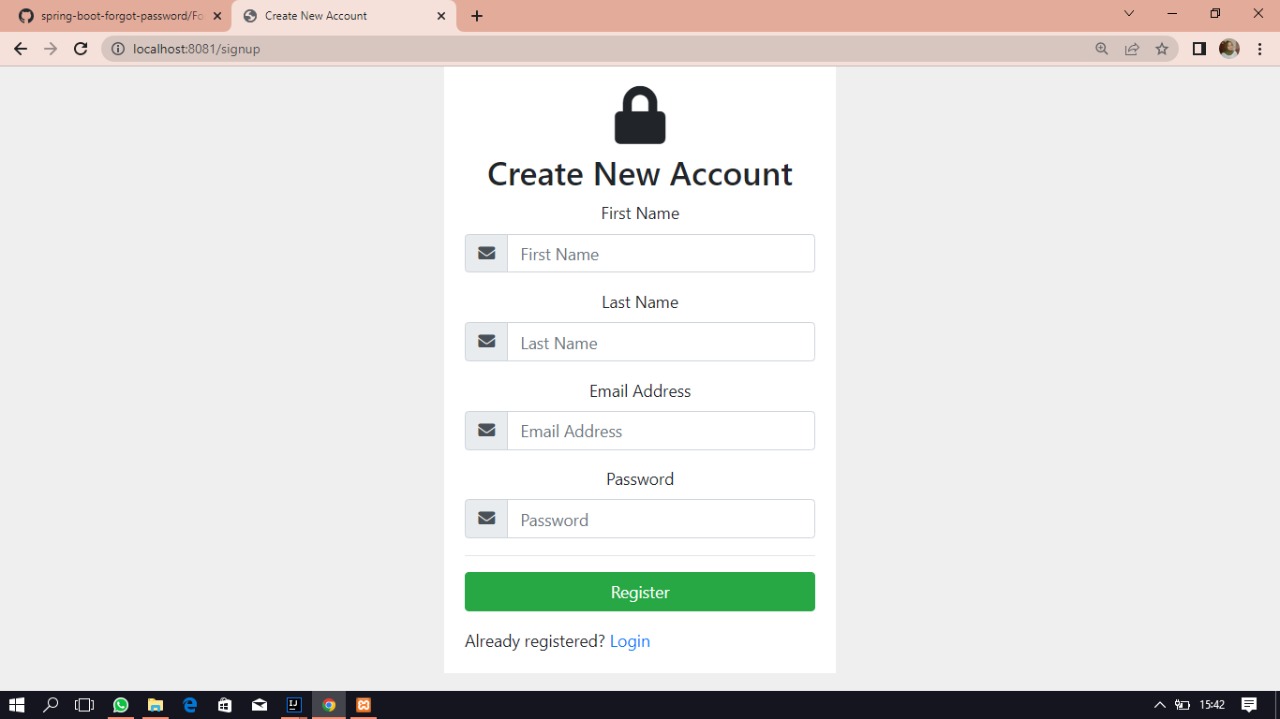 spring-boot-forgot-password/Fo
Create New Account
localhost:8081/signup
Create New Account
First Name
First Name
Last Name
Last Name
Email Address
Email Address
Password
Password
Register
Already registered? Login
15:42